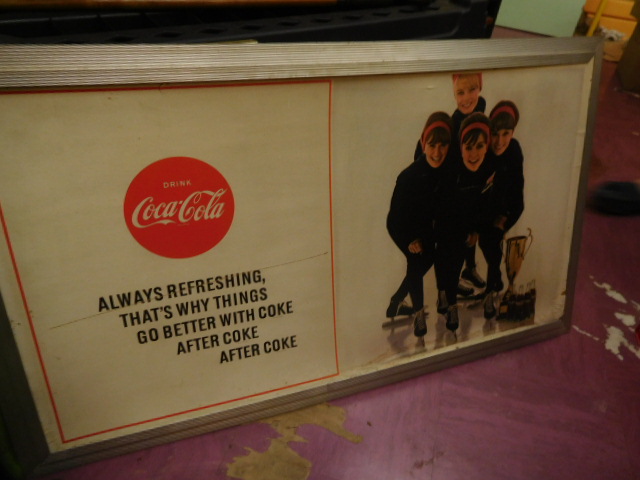 DRINK
Coca-Cola
ALWAYS REFRESHING,
THAT'S WHY THINGS
GO BETTER WITH COKE
AFTER COKE
AFTER COKE